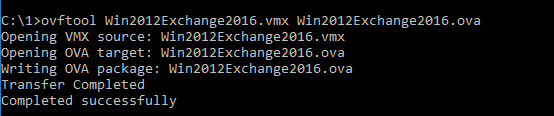 C:\1>ovftool Win2012Exchange2016.vmx Win2012Exchange2016.ova
Opening VMX source: Win2012Exchange2016.vmx
Opening OVA target: Win2012Exchange2016.ova
Writing OVA package: Win2012Exchange2016.ova
Transfer Completed
Completed successfully